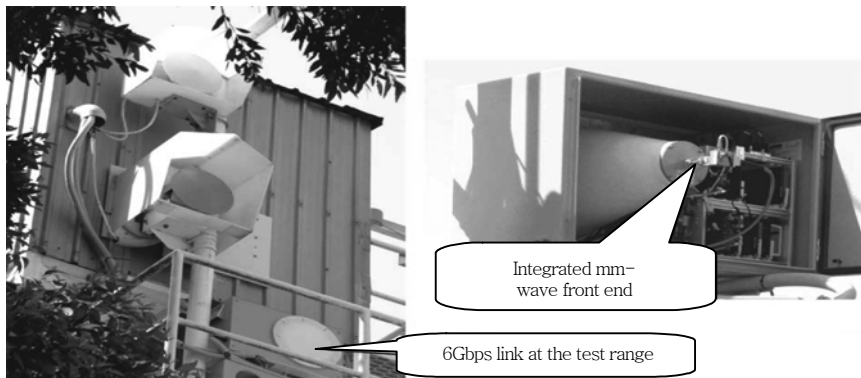 Integrated mm-
wave front end
6Gbps link at the test range